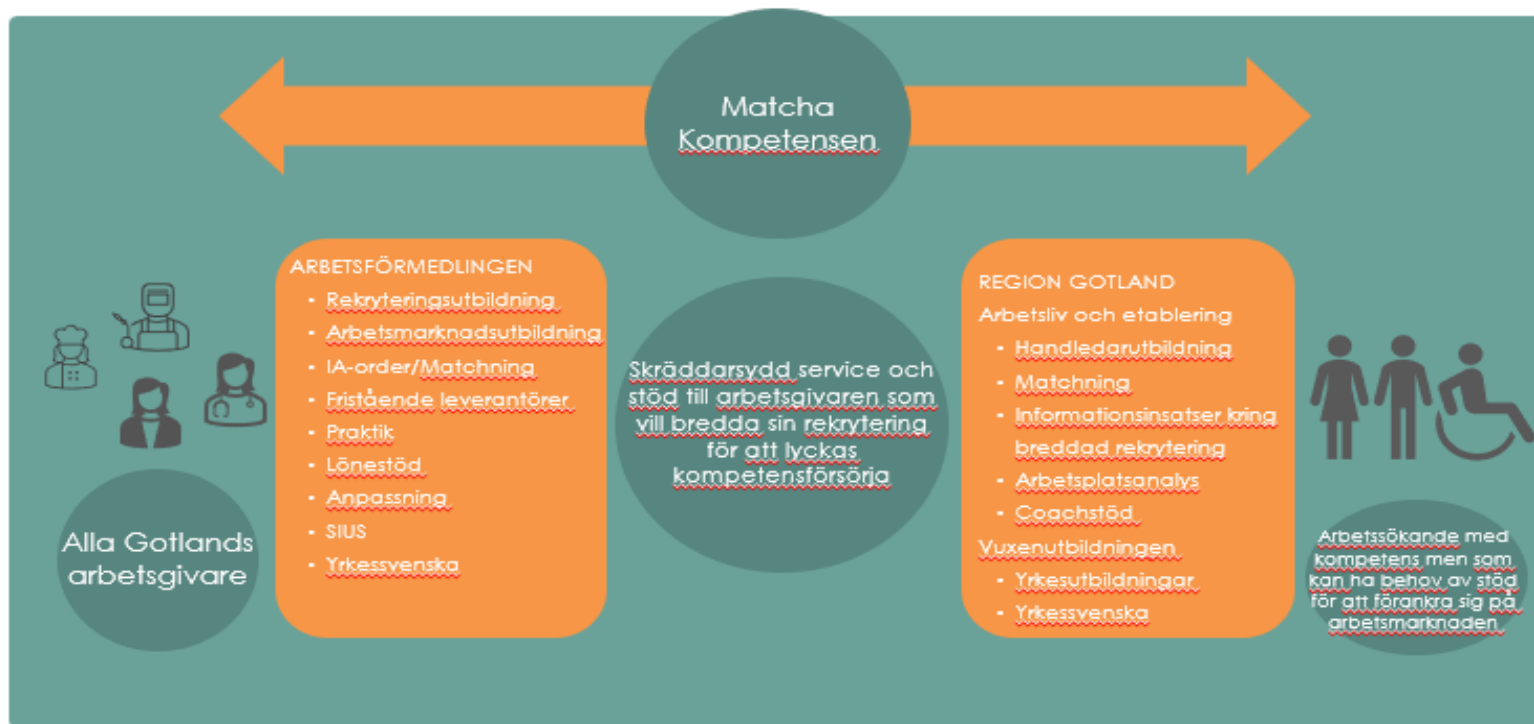 Matcha
Kompetensen
ARBETSFÖRMEDLINGEN
▪ Rekryteringsutbildning
▪ Arbetsmarknadsutbildning
▪ IA-order/Matchning
▪ Fristående leverantörer
▪ Praktik
▪ Lönestöd
▪ Anpassning
▪ SIUS
▪ Yrkessvenska
Alla Gotlands
arbetsgivare
Skräddarsydd service och
stöd till arbetsgivaren som
vill bredda sin rekrytering
för att lyckas
kompetensförsörja
REGION GOTLAND
Arbetsliv och etablering
▪ Handledarutbildning
▪ Matchning
▪ Informationsinsatser kring
breddad rekrytering
▪ Arbetsplatsanalys
▪ Coachstöd
Vuxenutbildningen
▪ Yrkesutbildningar
▪ Yrkessvenska
Arbetssökande med
kompetens men som
kan ha behov av stöd
för att förankra sig på
arbetsmarknaden